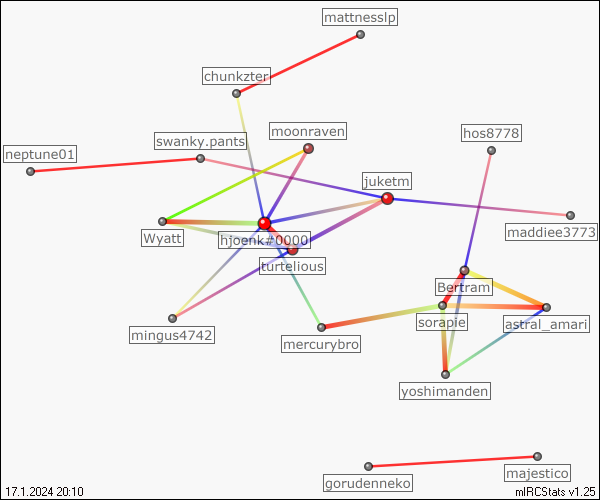 mattnesslp
chunkzter
moonraven
hos8778
swanky.pants
neptune01
juketm
maddiee3773
Wyatt
hjoenk#0000
turtelious
Bertram
sorapie
astral_amari
mingus4742
mercurybro
yoshimanden
majestico
gorudenneko
17.1.2024 20:10
mIRCStats v1.25